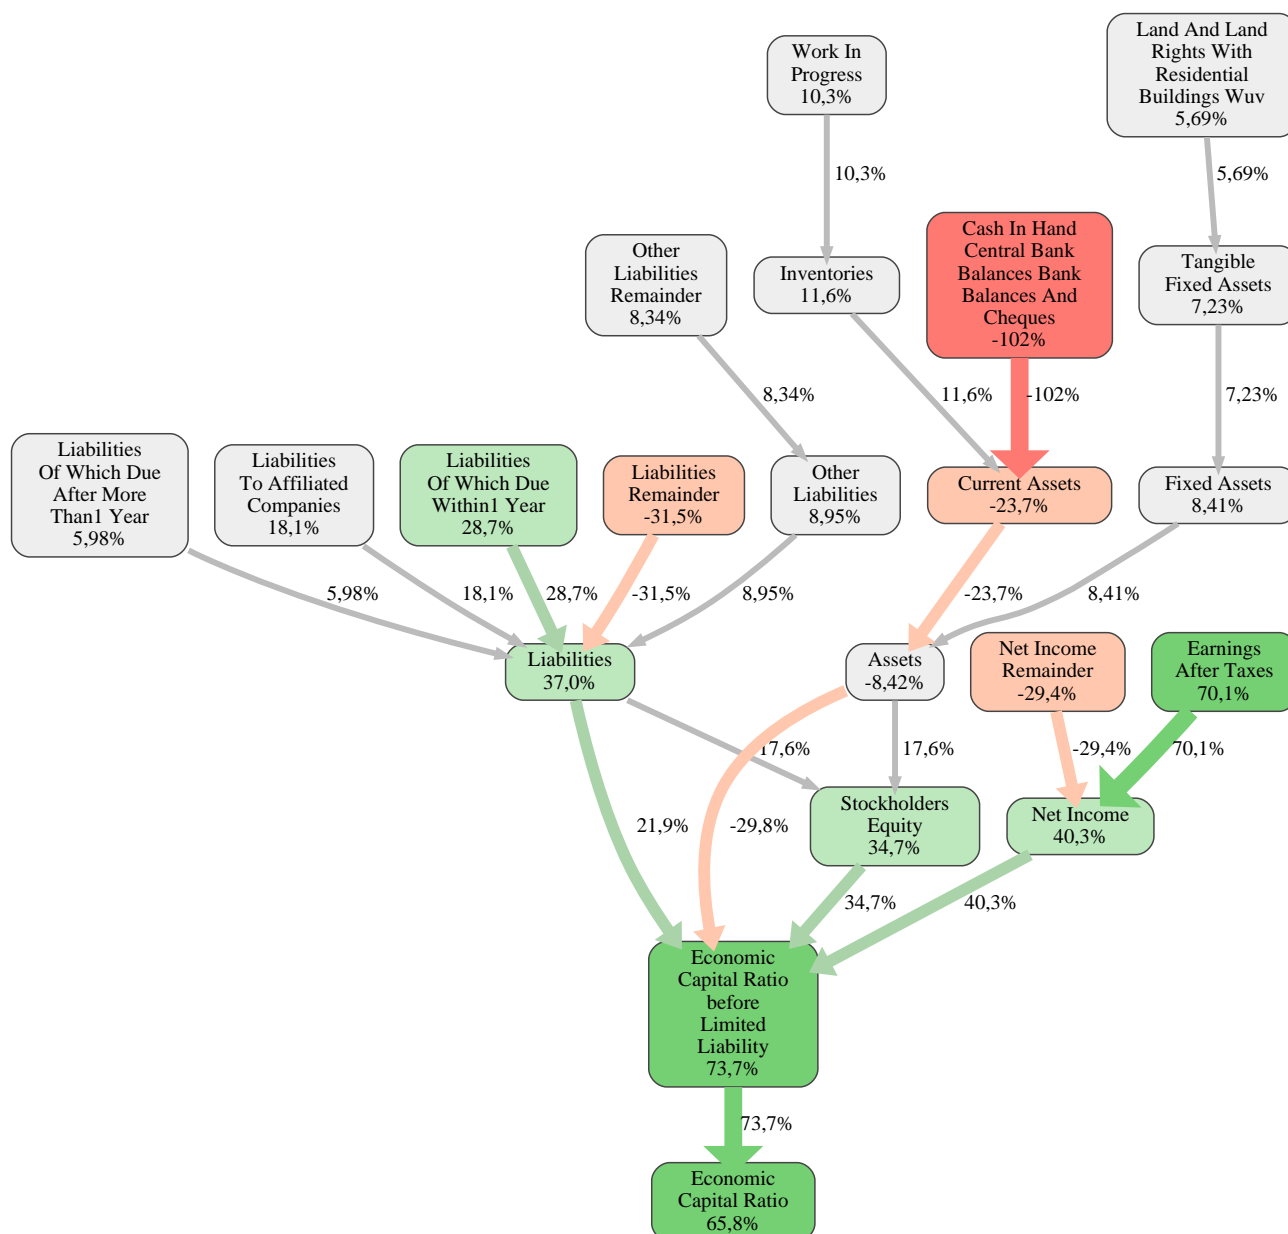 Land And Land
Rights With
Residential
Buildings Wuv
5,69%
Work In
Progress
10,3%
10,3%
5,69%
Cash In Hand
Central Bank
Balances Bank
Balances And
Cheques
-102%
Other
Liabilities
Remainder
8,34%
Inventories
11,6%
Tangible
Fixed Assets
7,23%
8,34%
11,6%
-102%
7,23%
Liabilities
Of Which Due
After More
Than1 Year
5,98%
Liabilities
To Affiliated
Companies
18,1%
Liabilities
Of Which Due
Within1 Year
28,7%
Liabilities
Remainder
-31,5%
Other
Liabilities
8,95%
Current Assets
-23,7%
Fixed Assets
8,41%
5,98%
18,1%
28,7%
-31,5%
8,95%
-23,7%
8,41%
Liabilities
37,0%
Assets
-8,42%
Net Income
Remainder
-29,4%
Earnings
After Taxes
70,1%
17,6%
17,6%
-29,4%
70,1%
Stockholders
Equity
34,7%
Net Income
40,3%
21,9%
-29,8%
34,7%
40,3%
Economic
Capital Ratio
before
Limited
Liability
73,7%
73,7%
Economic
Capital Ratio
65,8%